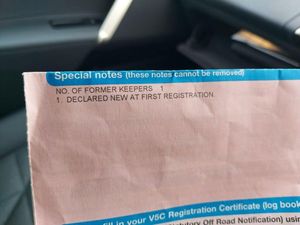 Special notes (these notes cannot be removed)
NO. OF FORMER KEEPERS 1
1. DECLARED NEW AT FIRST REGISTRATION
fill in your V5C Registration Certificate (log book
Statutory Off Road Notification) using